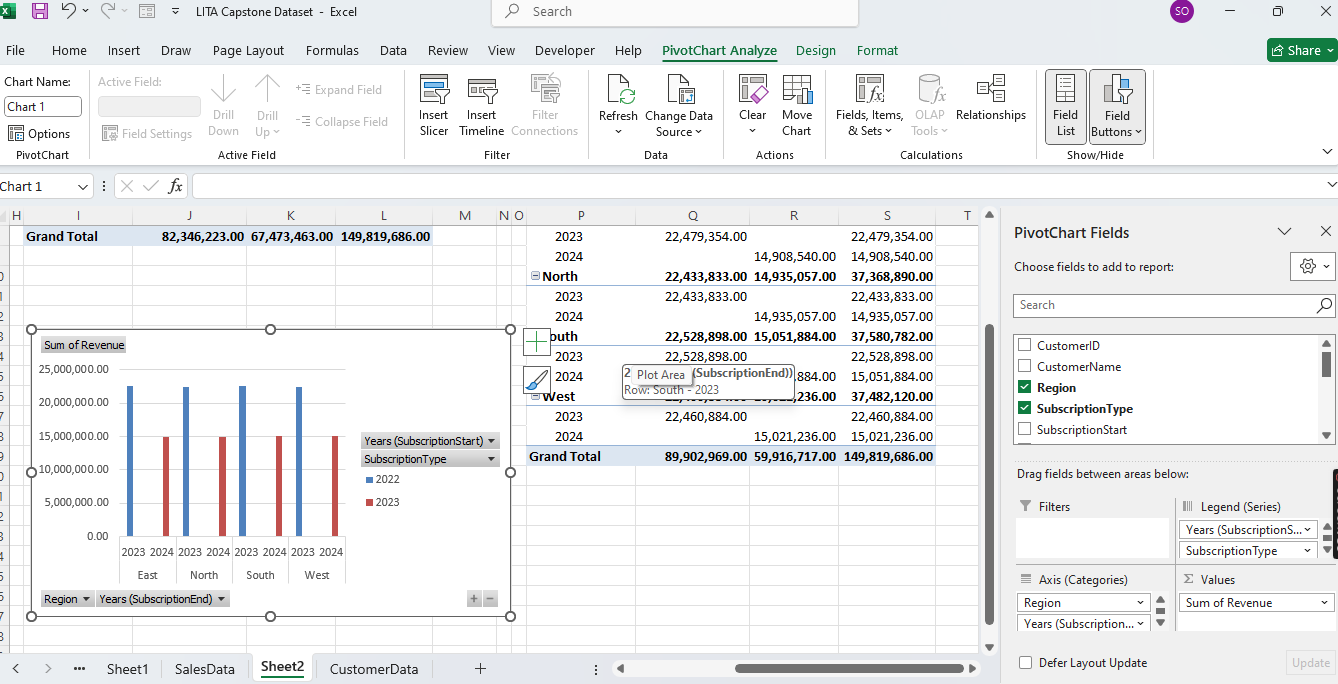 LITA Capstone Dataset - Excel
Search
SO
File Home Insert Draw Page Layout Formulas Data Review View Developer Help PivotChart Analyze Design Format
Share
Chart Name:
Chart 1
Options
PivotChart
Active Field:
Field Settings
Drill Down
Drill Up
Expand Field
Collapse Field
Active Field
Insert Slicer
Insert Timeline
Filter Connections
Filter
Refresh
Change Data Source
Data
Clear
Move Chart
Actions
Fields, Items, & Sets
OLAP Tools
Relationships
Calculations
Field List
Field Buttons
Show/Hide
Chart 1
fx
H I J K L M N O P Q R S T
Grand Total 82,346,223.00 67,473,463.00 149,819,686.00
2023 22,479,354.00 22,479,354.00
2024 14,908,540.00 14,908,540.00
North 22,433,833.00 14,935,057.00 37,368,890.00
2023 22,433,833.00 22,433,833.00
2024 14,935,057.00 14,935,057.00
outh 22,528,898.00 15,051,884.00 37,580,782.00
2023 22,528,898.00 22,528,898.00
2024 884.00 15,051,884.00
West 236.00 37,482,120.00
2023 22,460,884.00 22,460,884.00
2024 15,021,236.00 15,021,236.00
Grand Total 89,902,969.00 59,916,717.00 149,819,686.00
2 (SubscriptionEnd))
Plot Area
Row: South - 2023
Sum of Revenue
25,000,000.00
20,000,000.00
15,000,000.00
10,000,000.00
5,000,000.00
0.00
2023 2024 2023 2024 2023 2024 2023 2024
East North South West
Years (SubscriptionStart)
SubscriptionType
2022
2023
Region Years (SubscriptionEnd)
+ −
PivotChart Fields
Choose fields to add to report:
Search
CustomerID
CustomerName
Region
SubscriptionType
SubscriptionStart
Drag fields between areas below:
Filters
Legend (Series)
Years (SubscriptionS...
SubscriptionType
Axis (Categories)
Region
Years (Subscription...
Σ Values
Sum of Revenue
Defer Layout Update
Update
Sheet1 SalesData Sheet2 CustomerData